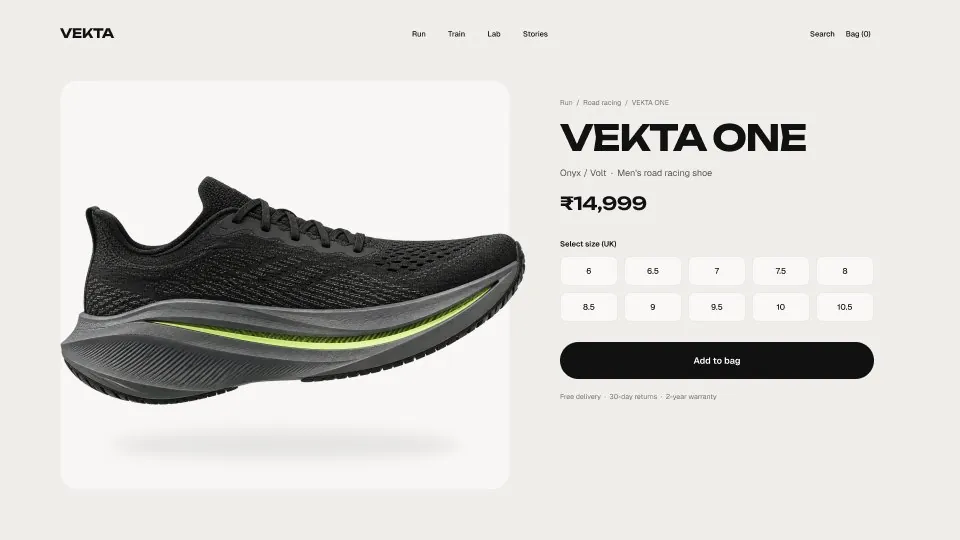 VEKTA
Run Train Lab Stories
Search Bag (0)
Run / Road racing / VEKTA ONE
VEKTA ONE
Onyx / Volt · Men's road racing shoe
₹14,999
Select size (UK)
6 6.5 7 7.5 8
8.5 9 9.5 10 10.5
Add to bag
Free delivery · 30-day returns · 2-year warranty